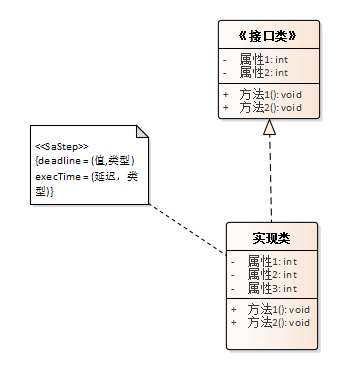 《接口类》
- 属性1: int
- 属性2: int
+ 方法1(): void
+ 方法2(): void
<<SaStep>>
{deadline = (值,类型)
execTime = (延迟，类
型)}
实现类
- 属性1: int
- 属性2: int
- 属性3: int
+ 方法1(): void
+ 方法2(): void